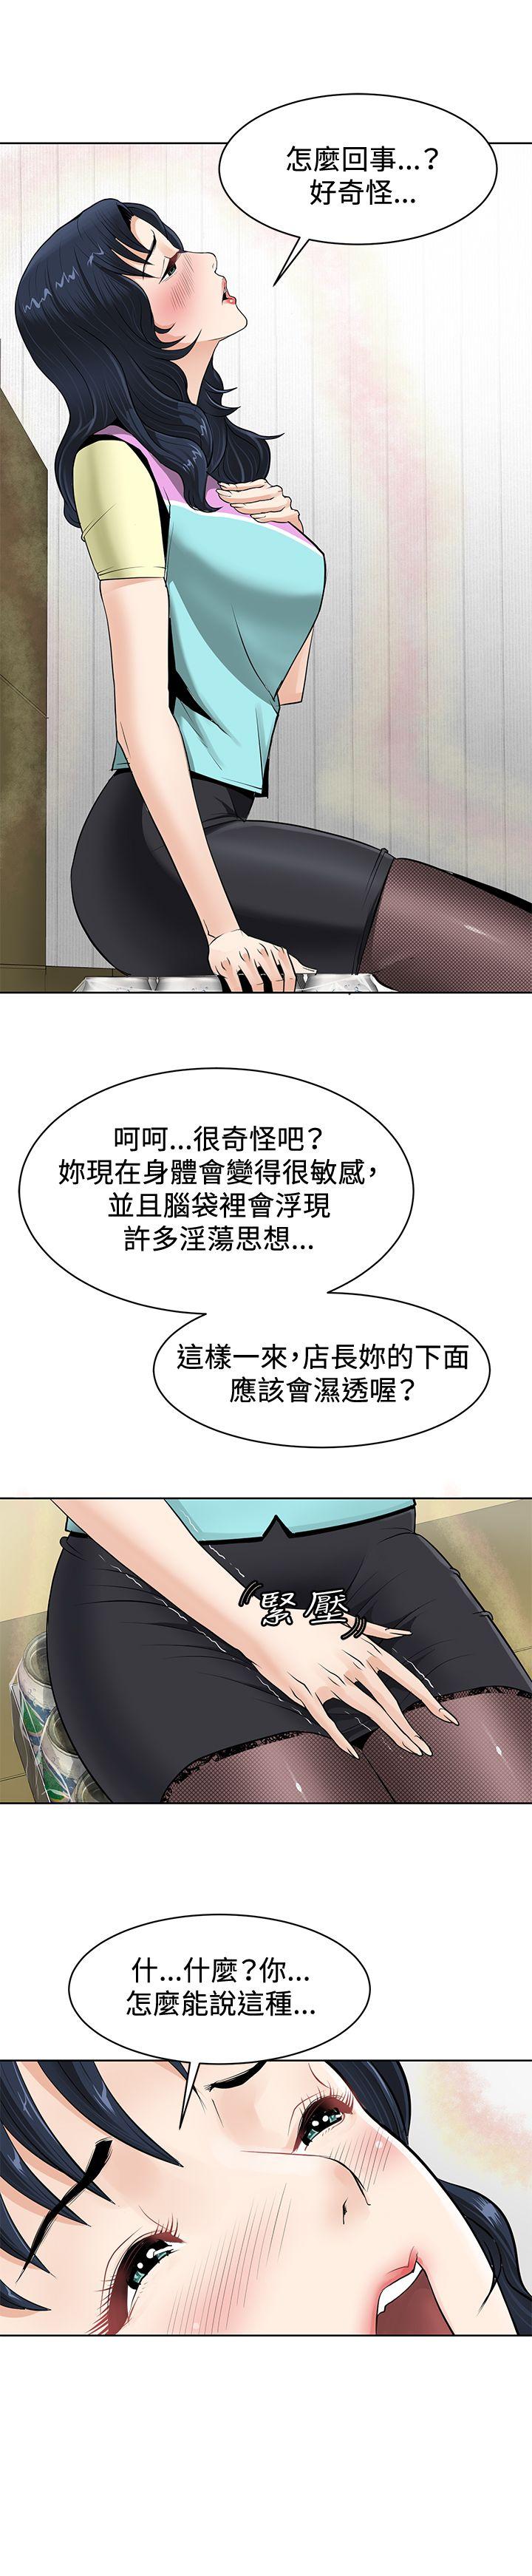 怎麼回事...？
好奇怪...
呵呵...很奇怪吧？
妳現在身體會變得很敏感，
並且腦袋裡會浮現
許多淫蕩思想...
這樣一來，店長妳的下面
應該會濕透喔？
緊壓
什...什麼？你...
怎麼能說這種...